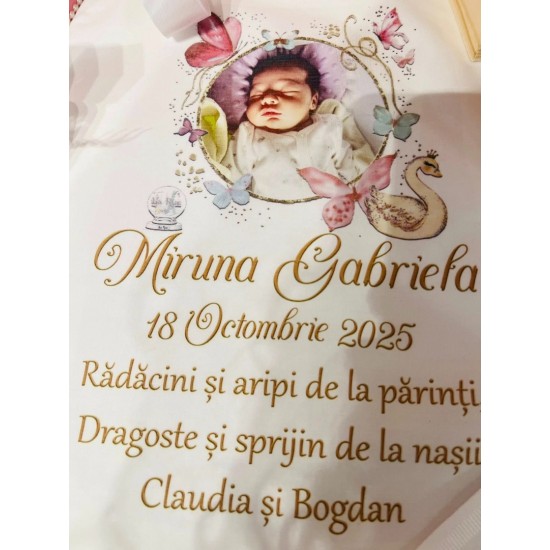 Miruna Gabriela
18 Octombrie 2025
Rădăcini și aripi de la părinți,
Dragoste și sprijin de la nașii
Claudia și Bogdan